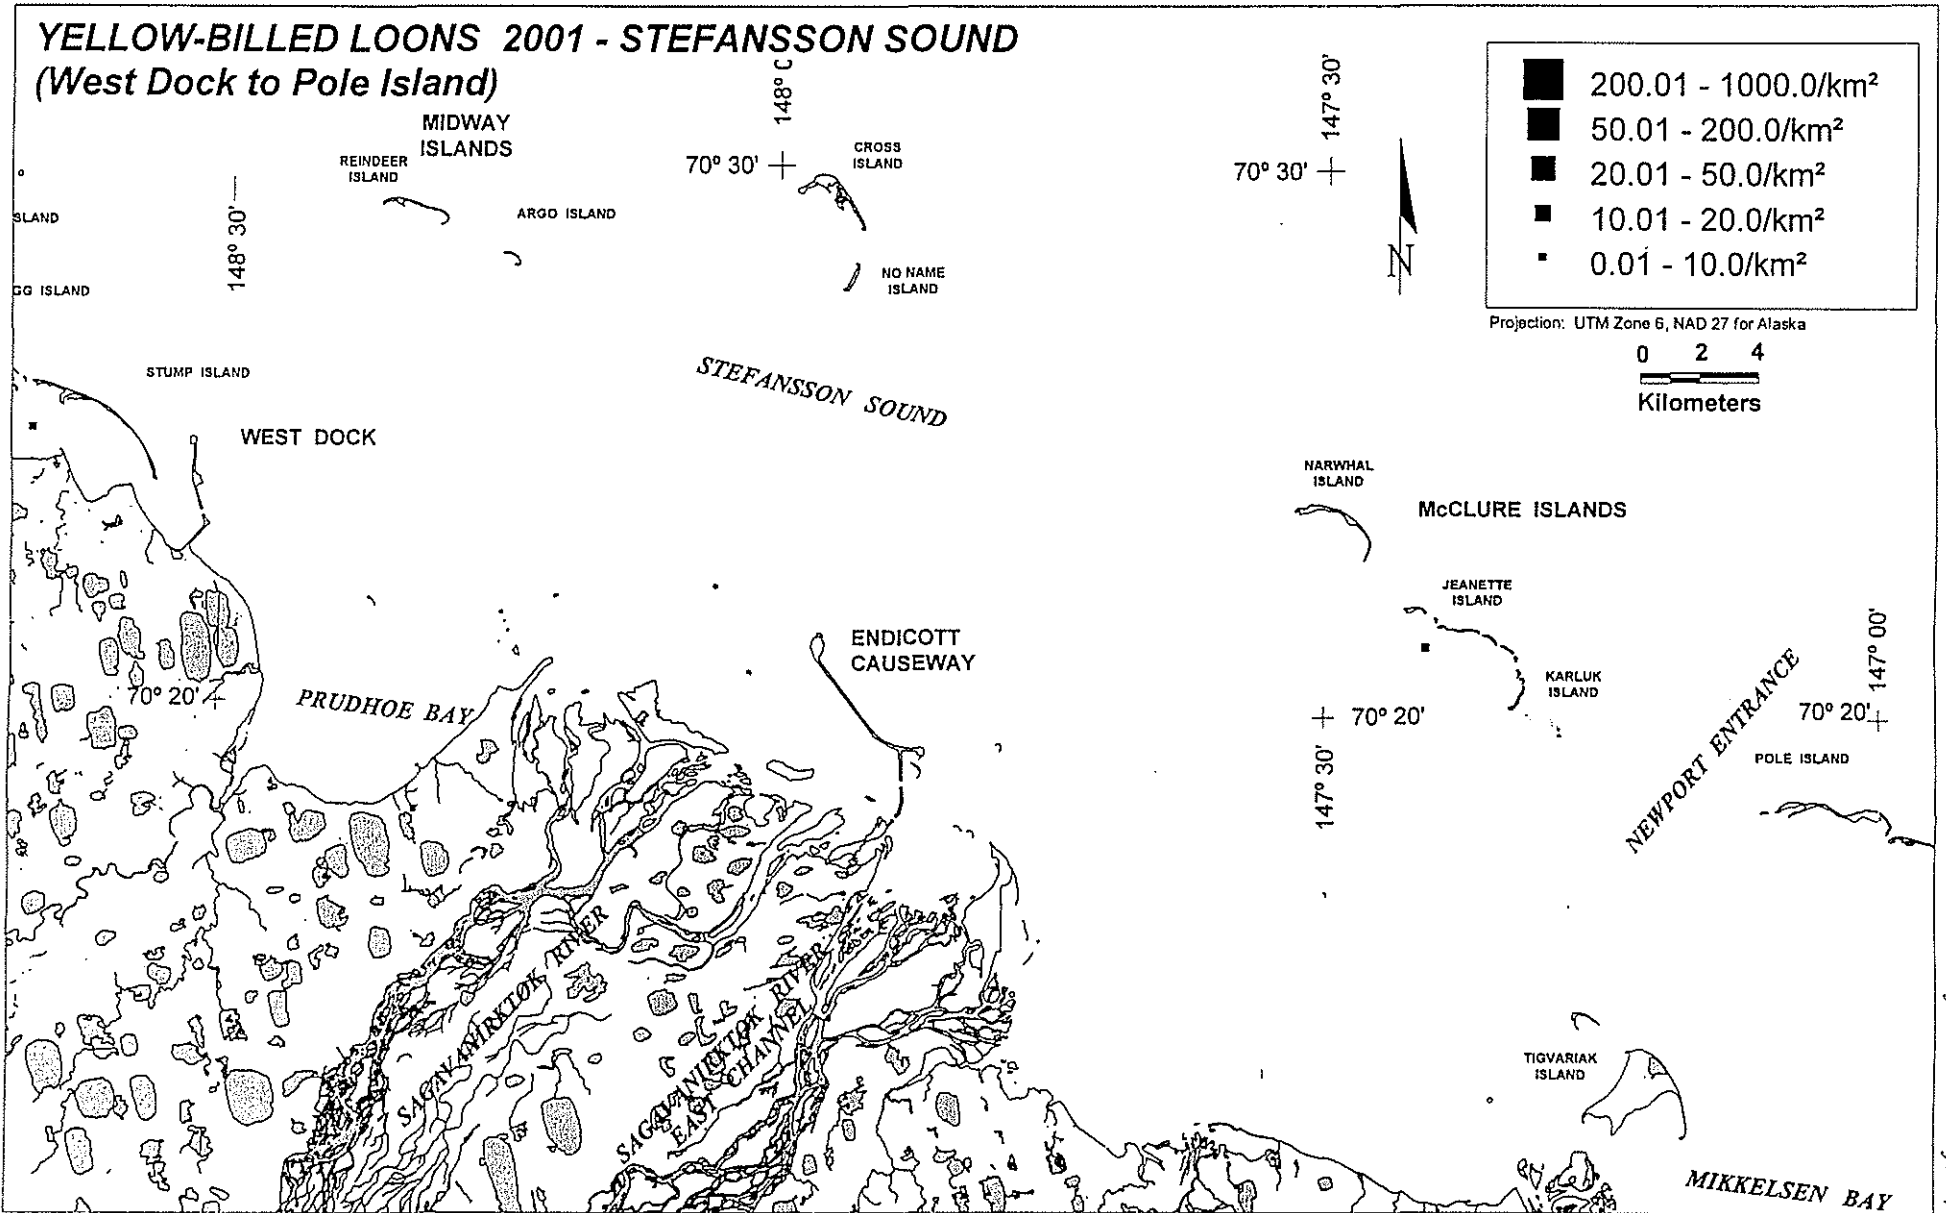 YELLOW-BILLED LOONS 2001 - STEFANSSON SOUND
(West Dock to Pole Island)
148° C
147° 30'
200.01 - 1000.0/km²
50.01 - 200.0/km²
20.01 - 50.0/km²
10.01 - 20.0/km²
0.01 - 10.0/km²
MIDWAY
ISLANDS
REINDEER
ISLAND
70° 30'
CROSS
ISLAND
70° 30'
SLAND
148° 30'
ARGO ISLAND
N
GG ISLAND
NO NAME
ISLAND
Projection: UTM Zone 6, NAD 27 for Alaska
0 2 4
Kilometers
STUMP ISLAND
STEFANSSON SOUND
WEST DOCK
NARWHAL
ISLAND
McCLURE ISLANDS
JEANETTE
ISLAND
ENDICOTT
CAUSEWAY
147° 00'
70° 20'
PRUDHOE BAY
KARLUK
ISLAND
70° 20'
70° 20'
147° 30'
NEWPORT ENTRANCE
POLE ISLAND
SAGAVANIRKTOK RIVER
SAGAVANIRKTOK RIVER
EAST CHANNEL
TIGVARIAK
ISLAND
MIKKELSEN BAY